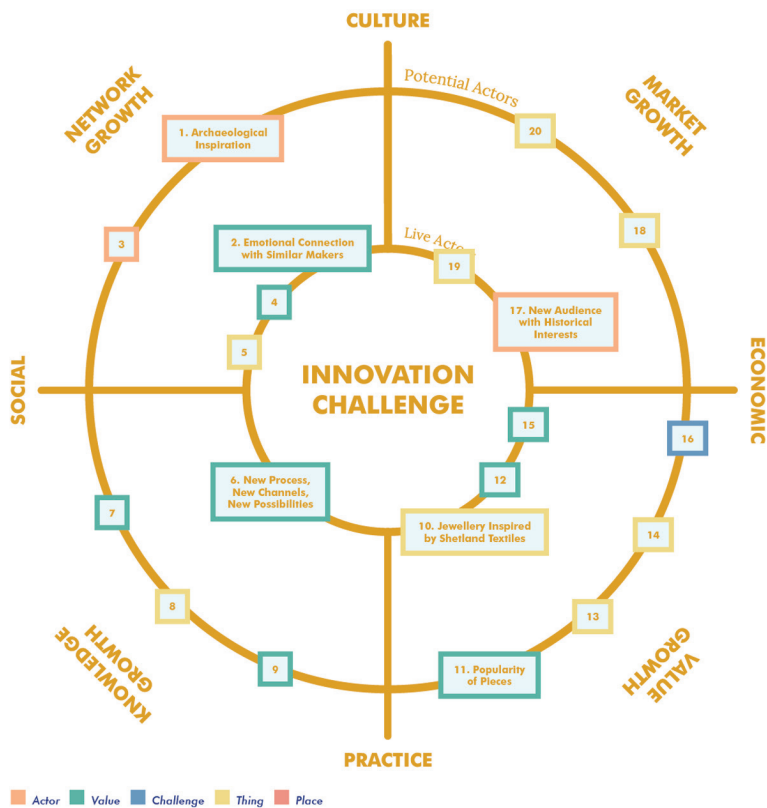 CULTURE
NETWORK
GROWTH
Potential Actors
MARKET
GROWTH
20
1. Archaeological
Inspiration
3
18
2. Emotional Connection
with Similar Makers
Live
19
4
17. New Audience
with Historical
Interests
5
SOCIAL
INNOVATION
CHALLENGE
ECONOMIC
15
16
6. New Process,
New Channels,
New Possibilities
12
7
10. Jewellery Inspired
by Shetland Textiles
14
8
13
KNOWLEDGE
GROWTH
9
11. Popularity
of Pieces
VALUE
GROWTH
PRACTICE
Actor
Value
Challenge
Thing
Place